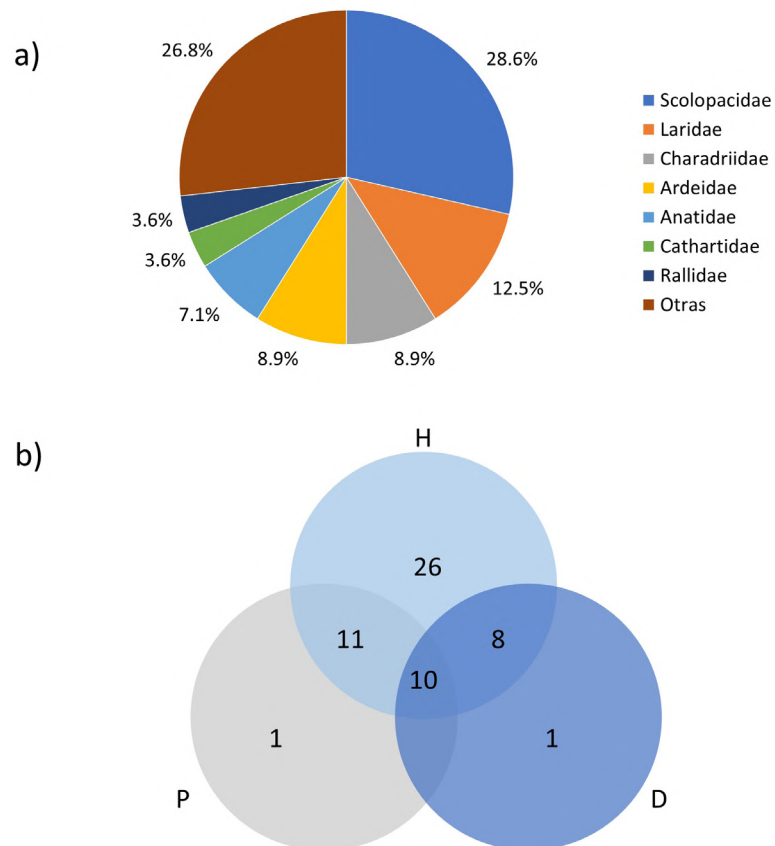 a)
26.8%
28.6%
3.6%
3.6%
7.1%
8.9%
8.9%
12.5%
Scolopacidae
Laridae
Charadriidae
Ardeidae
Anatidae
Cathartidae
Rallidae
Otras
b)
H
26
11
8
10
1
1
P
D